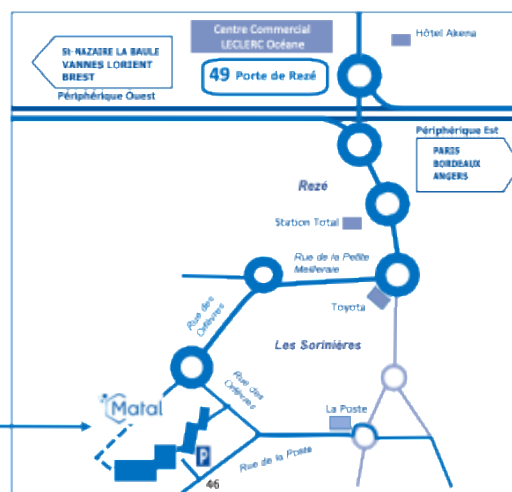 Centre Commercial
LECLERC Océane
Hôtel Akena
St-NAZAIRE LA BAULE
VANNES LORIENT
BREST
49 Porte de Rezé
Périphérique Ouest
Périphérique Est
PARIS
BORDEAUX
ANGERS
Rezé
Station Total
Rue de la Petite
Meilleraie
Toyota
Rue des
Orfèvres
Les Sorinières
Rue des
Orfèvres
Matal
La Poste
P
Rue de la Poste
46